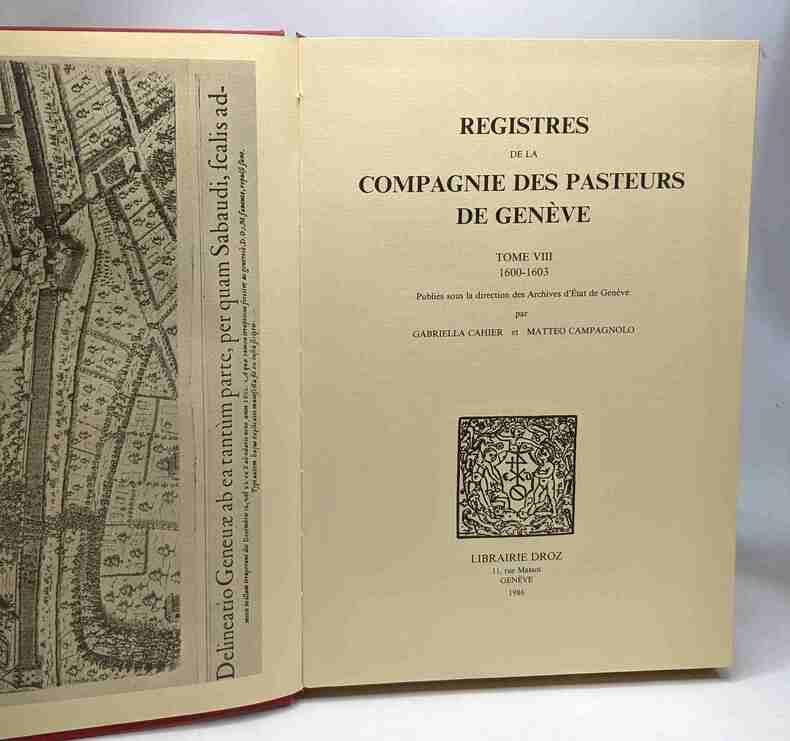 Delineatio Geneuæ ab ea tantùm parte, per quam Sabaudi, ſcalis ad-
REGISTRES
DE LA
COMPAGNIE DES PASTEURS
DE GENÈVE
TOME VIII
1600-1603
Publiés sous la direction des Archives d'État de Genève
par
GABRIELLA CAHIER et MATTEO CAMPAGNOLO
LIBRAIRIE DROZ
11, rue Massot
GENÈVE
1986